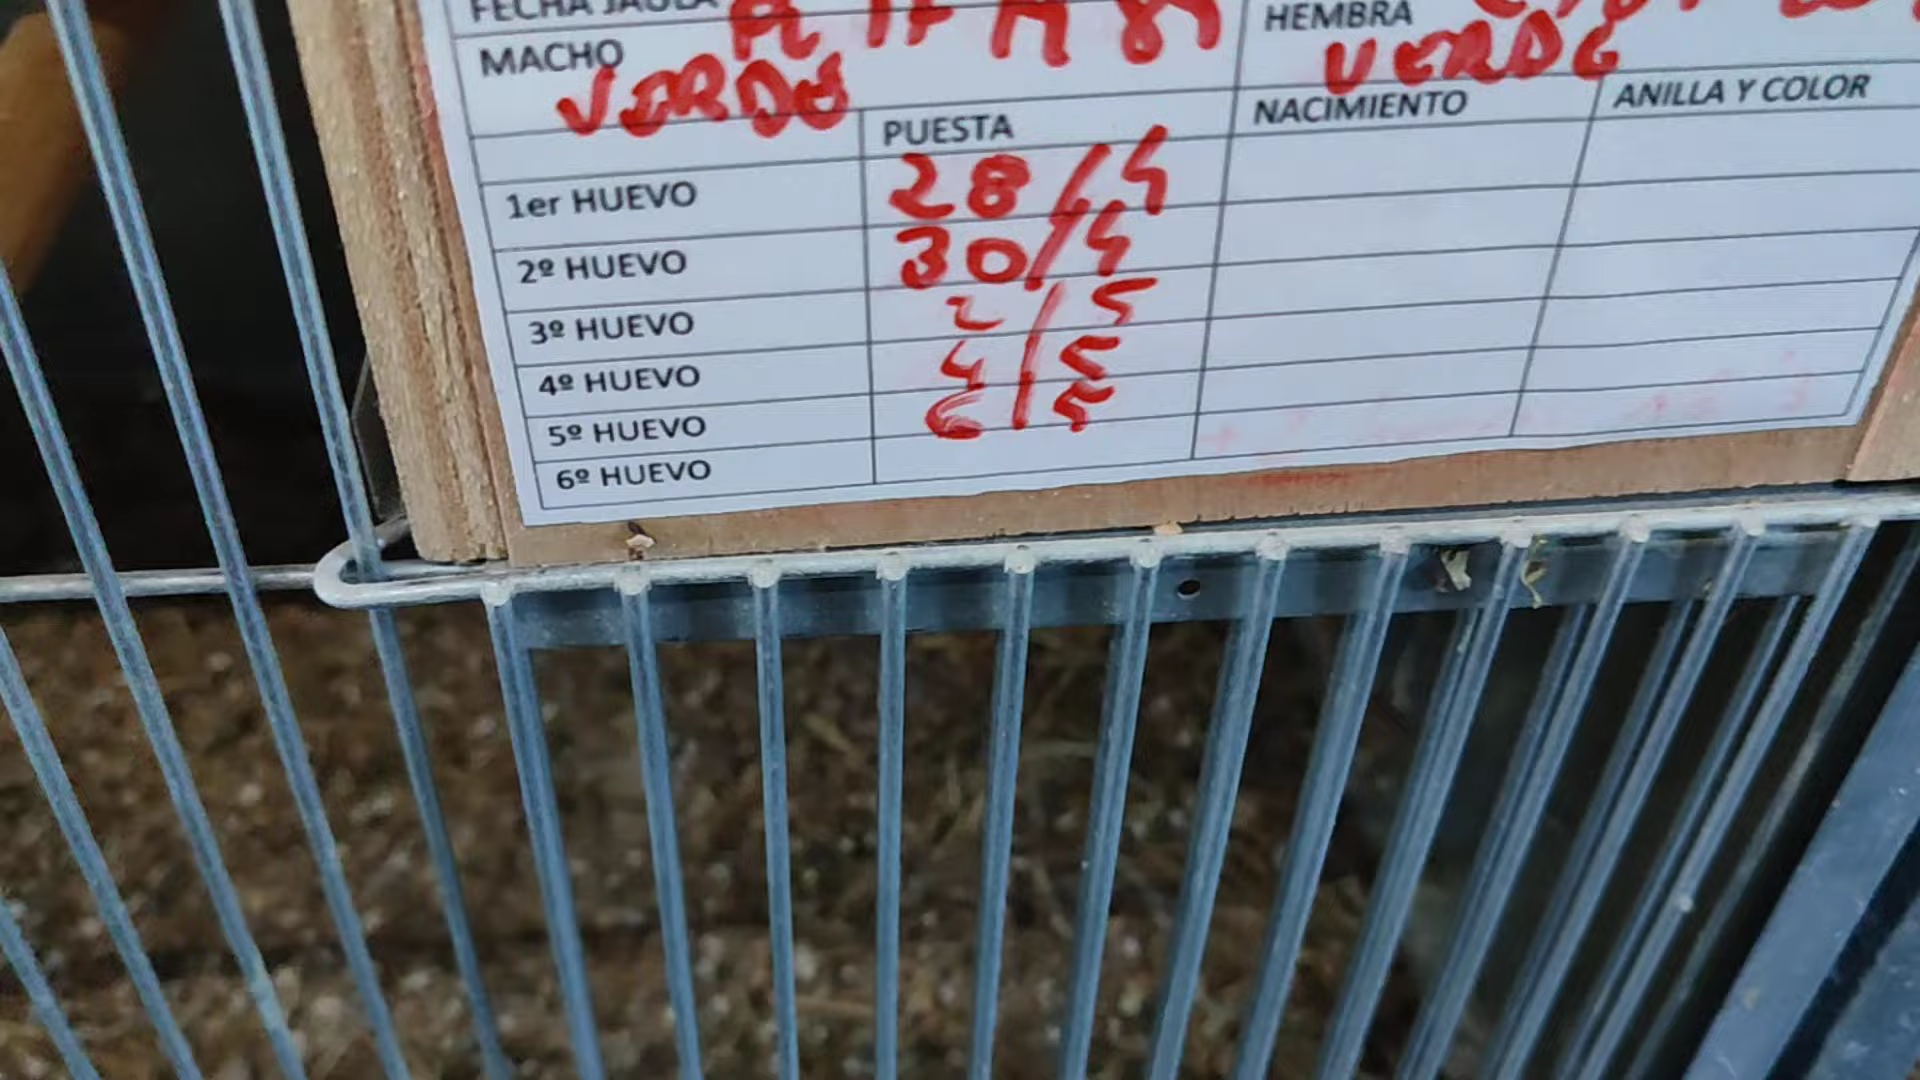 FECHA JAULA
MACHO VERDE
HEMBRA VERDE
PUESTA NACIMIENTO ANILLA Y COLOR
1er HUEVO 28/4
2º HUEVO 30/4
3º HUEVO 2/5
4º HUEVO 4/5
5º HUEVO 6/5
6º HUEVO